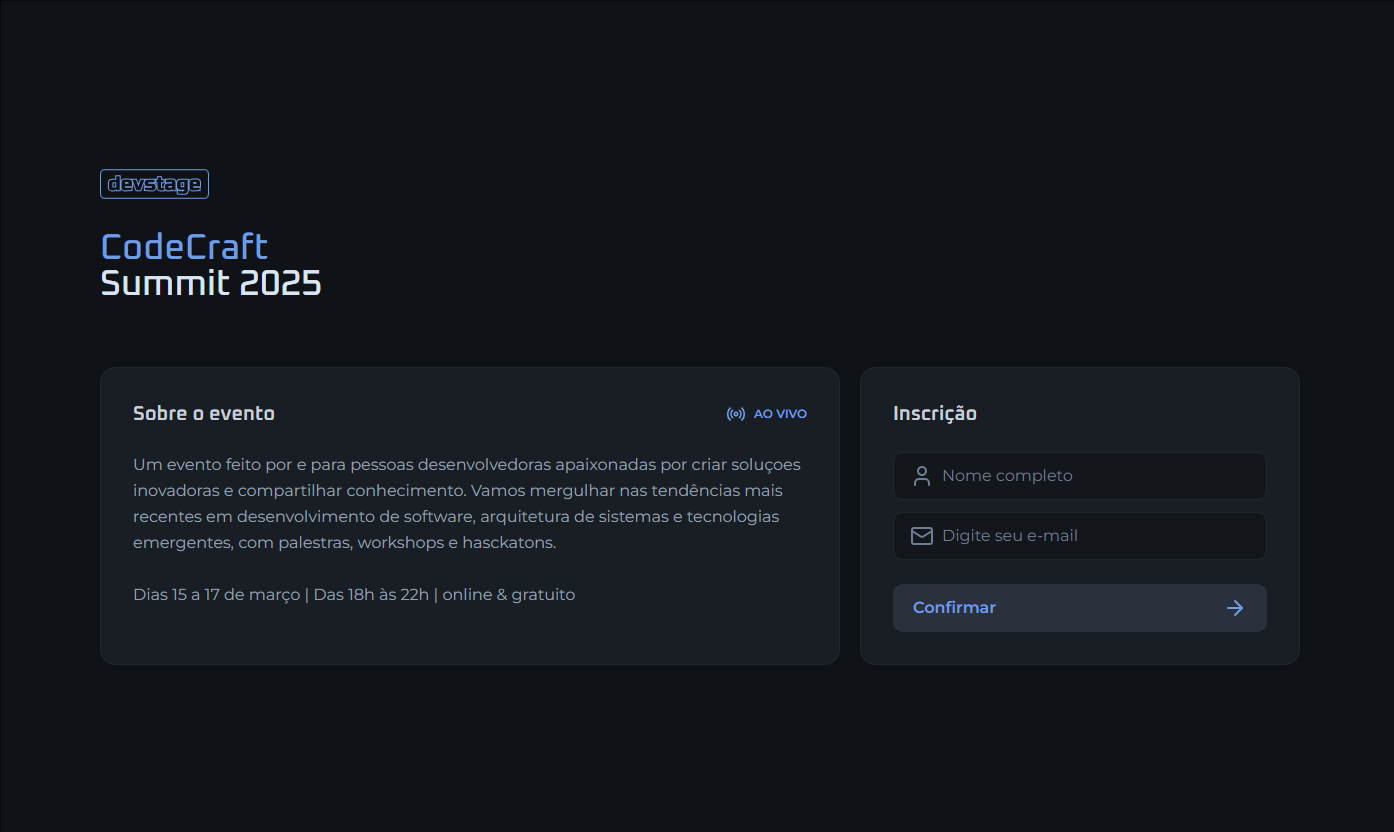 devstage
CodeCraft
Summit 2025
Sobre o evento
AO VIVO
Um evento feito por e para pessoas desenvolvedoras apaixonadas por criar soluçoes
inovadoras e compartilhar conhecimento. Vamos mergulhar nas tendências mais
recentes em desenvolvimento de software, arquitetura de sistemas e tecnologias
emergentes, com palestras, workshops e hasckatons.
Dias 15 a 17 de março | Das 18h às 22h | online & gratuito
Inscrição
Nome completo
Digite seu e-mail
Confirmar